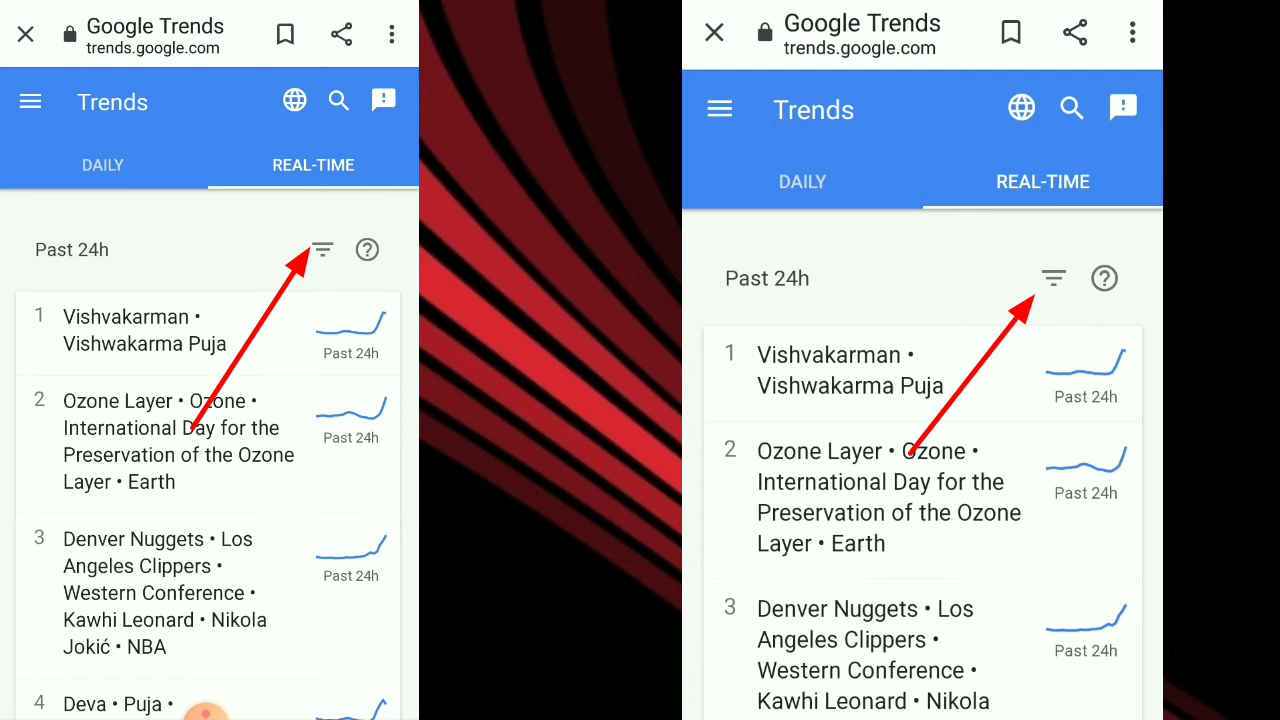 Google Trends
trends.google.com
Trends
DAILY
REAL-TIME
Past 24h
1
Vishvakarman •
Vishwakarma Puja
Past 24h
2
Ozone Layer • Ozone •
International Day for the
Preservation of the Ozone
Layer • Earth
Past 24h
3
Denver Nuggets • Los
Angeles Clippers •
Western Conference •
Kawhi Leonard • Nikola
Jokić • NBA
Past 24h
4
Deva • Puja •
Google Trends
trends.google.com
Trends
DAILY
REAL-TIME
Past 24h
1
Vishvakarman •
Vishwakarma Puja
Past 24h
2
Ozone Layer • Ozone •
International Day for the
Preservation of the Ozone
Layer • Earth
Past 24h
3
Denver Nuggets • Los
Angeles Clippers •
Western Conference •
Kawhi Leonard • Nikola
Past 24h